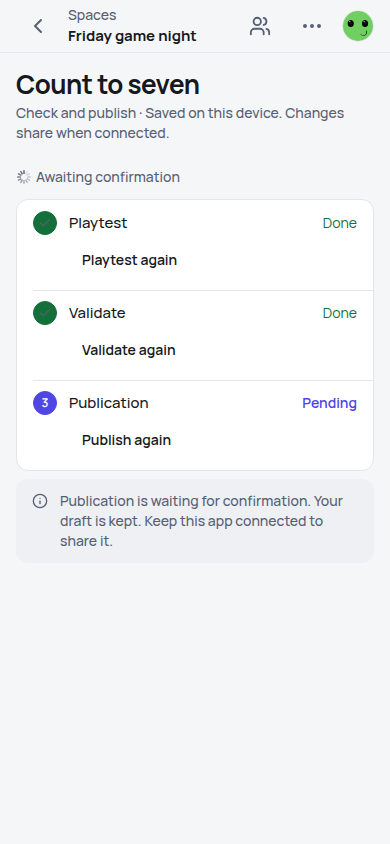 Spaces
Friday game night
Count to seven
Check and publish · Saved on this device. Changes
share when connected.
Awaiting confirmation
Playtest
Done
Playtest again
Validate
Done
Validate again
3
Publication
Pending
Publish again
Publication is waiting for confirmation. Your
draft is kept. Keep this app connected to
share it.